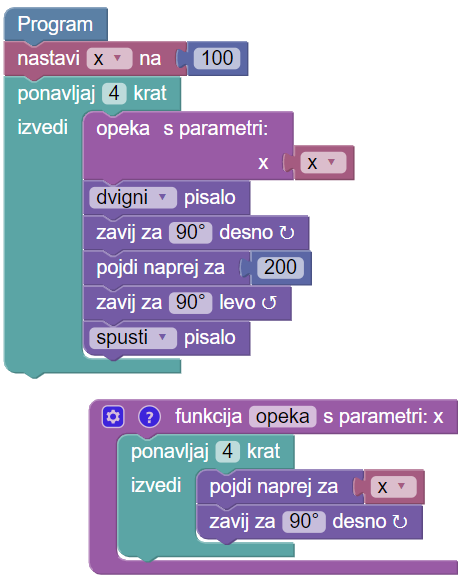 Program
nastavi x na 100
ponavljaj 4 krat
izvedi opeka s parametri:
x x
dvigni pisalo
zavij za 90° desno ↻
pojdi naprej za 200
zavij za 90° levo ↺
spusti pisalo
? funkcija opeka s parametri: x
ponavljaj 4 krat
izvedi pojdi naprej za x
zavij za 90° desno ↻